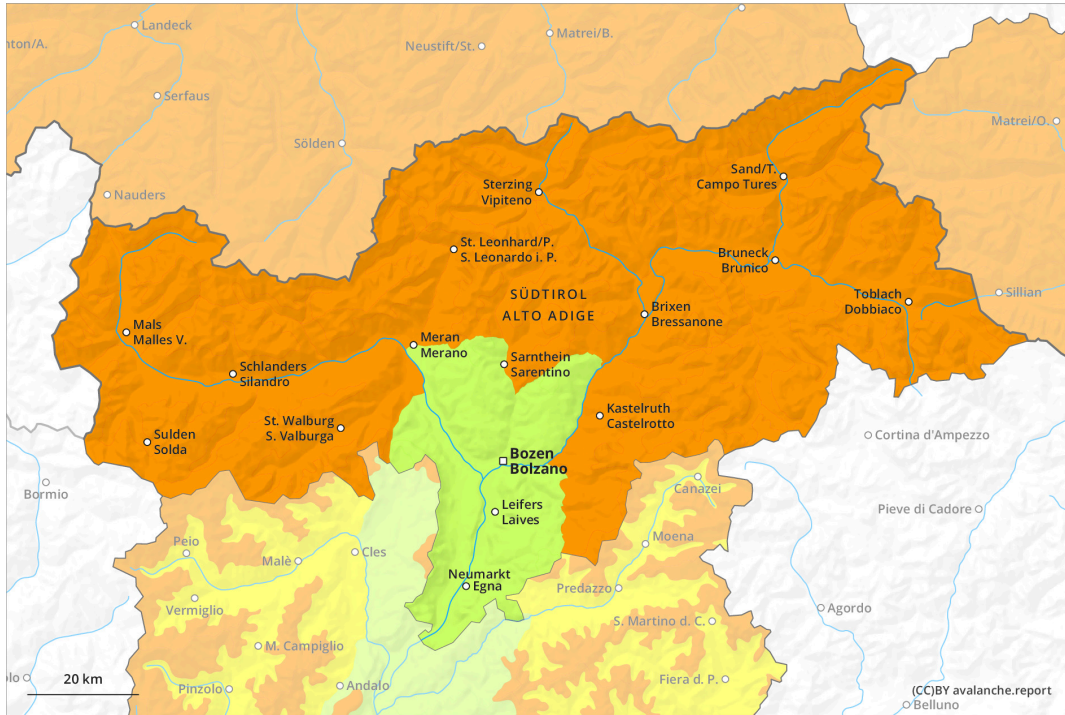 Landeck
Matrei/B.
nton/A.
Neustift/St.
Serfaus
Matrei/O.
Sölden
Sand/T.
Campo Tures
Sterzing
Vipiteno
Nauders
St. Leonhard/P.
S. Leonardo i. P.
Bruneck
Brunico
SÜDTIROL
ALTO ADIGE
Toblach
Dobbiaco
Sillian
Brixen
Bressanone
Mals
Malles V.
Meran
Merano
Sarnthein
Sarentino
Schlanders
Silandro
Kastelruth
Castelrotto
St. Walburg
S. Valburga
Sulden
Solda
Cortina d'Ampezzo
Bozen
Bolzano
Bormio
Canazei
Leifers
Laives
Pieve di Cadore
Peio
Cles
Malè
Moena
Neumarkt
Egna
Predazzo
Vermiglio
Agordo
S. Martino d. C.
M. Campiglio
olo
20 km
Pinzolo
Andalo
Fiera d. P.
(CC)BY avalanche.report
Belluno